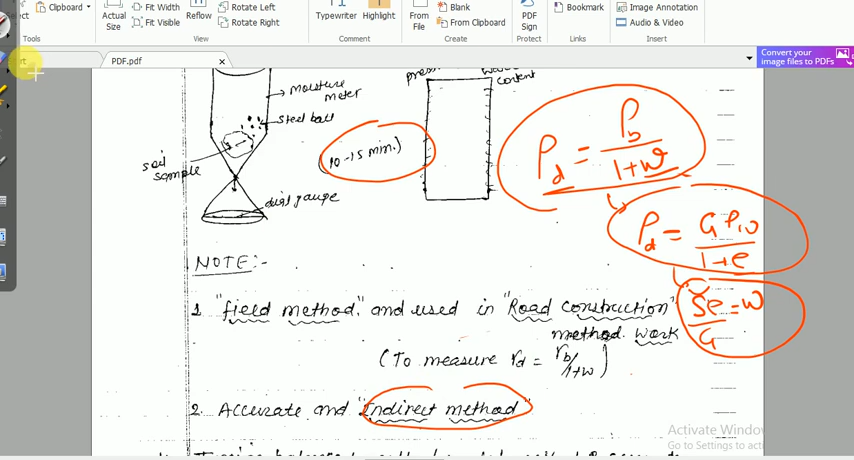 Clipboard
Actual Size
Fit Width
Fit Visible
Reflow
Rotate Left
Rotate Right
Typewriter
Highlight
From File
Blank
From Clipboard
PDF Sign
Bookmark
Image Annotation
Audio & Video
Tools
View
Comment
Create
Protect
Links
Insert
PDF.pdf
Convert your image files to PDFs
content
moisture meter
steel ball
soil sample
(10-15 min.)
dial gauge
ρd = ρb / 1+w
ρd = Gρw / 1+e
Se/G = w
NOTE:-
1. "field method" and used in "Road construction"
method work
(To measure rd = rb/1+w)
2. Accurate and "Indirect method"
Activate Window
Go to Settings to acti